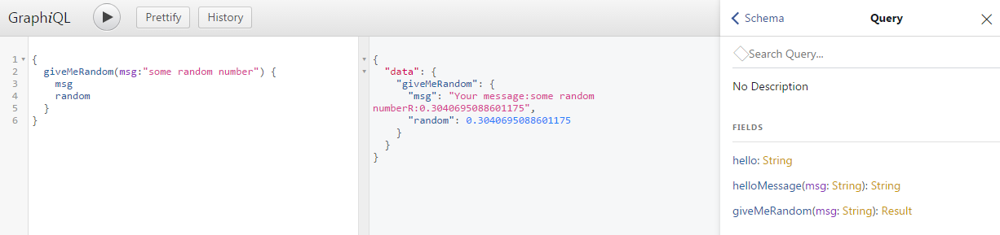 GraphiQL
Prettify
History
1 {
2 giveMeRandom(msg:"some random number") {
3 msg
4 random
5 }
6 }
{
"data": {
"giveMeRandom": {
"msg": "Your message:some random
numberR:0.3040695088601175",
"random": 0.3040695088601175
}
}
}
Schema
Query
Search Query...
No Description
FIELDS
hello: String
helloMessage(msg: String): String
giveMeRandom(msg: String): Result